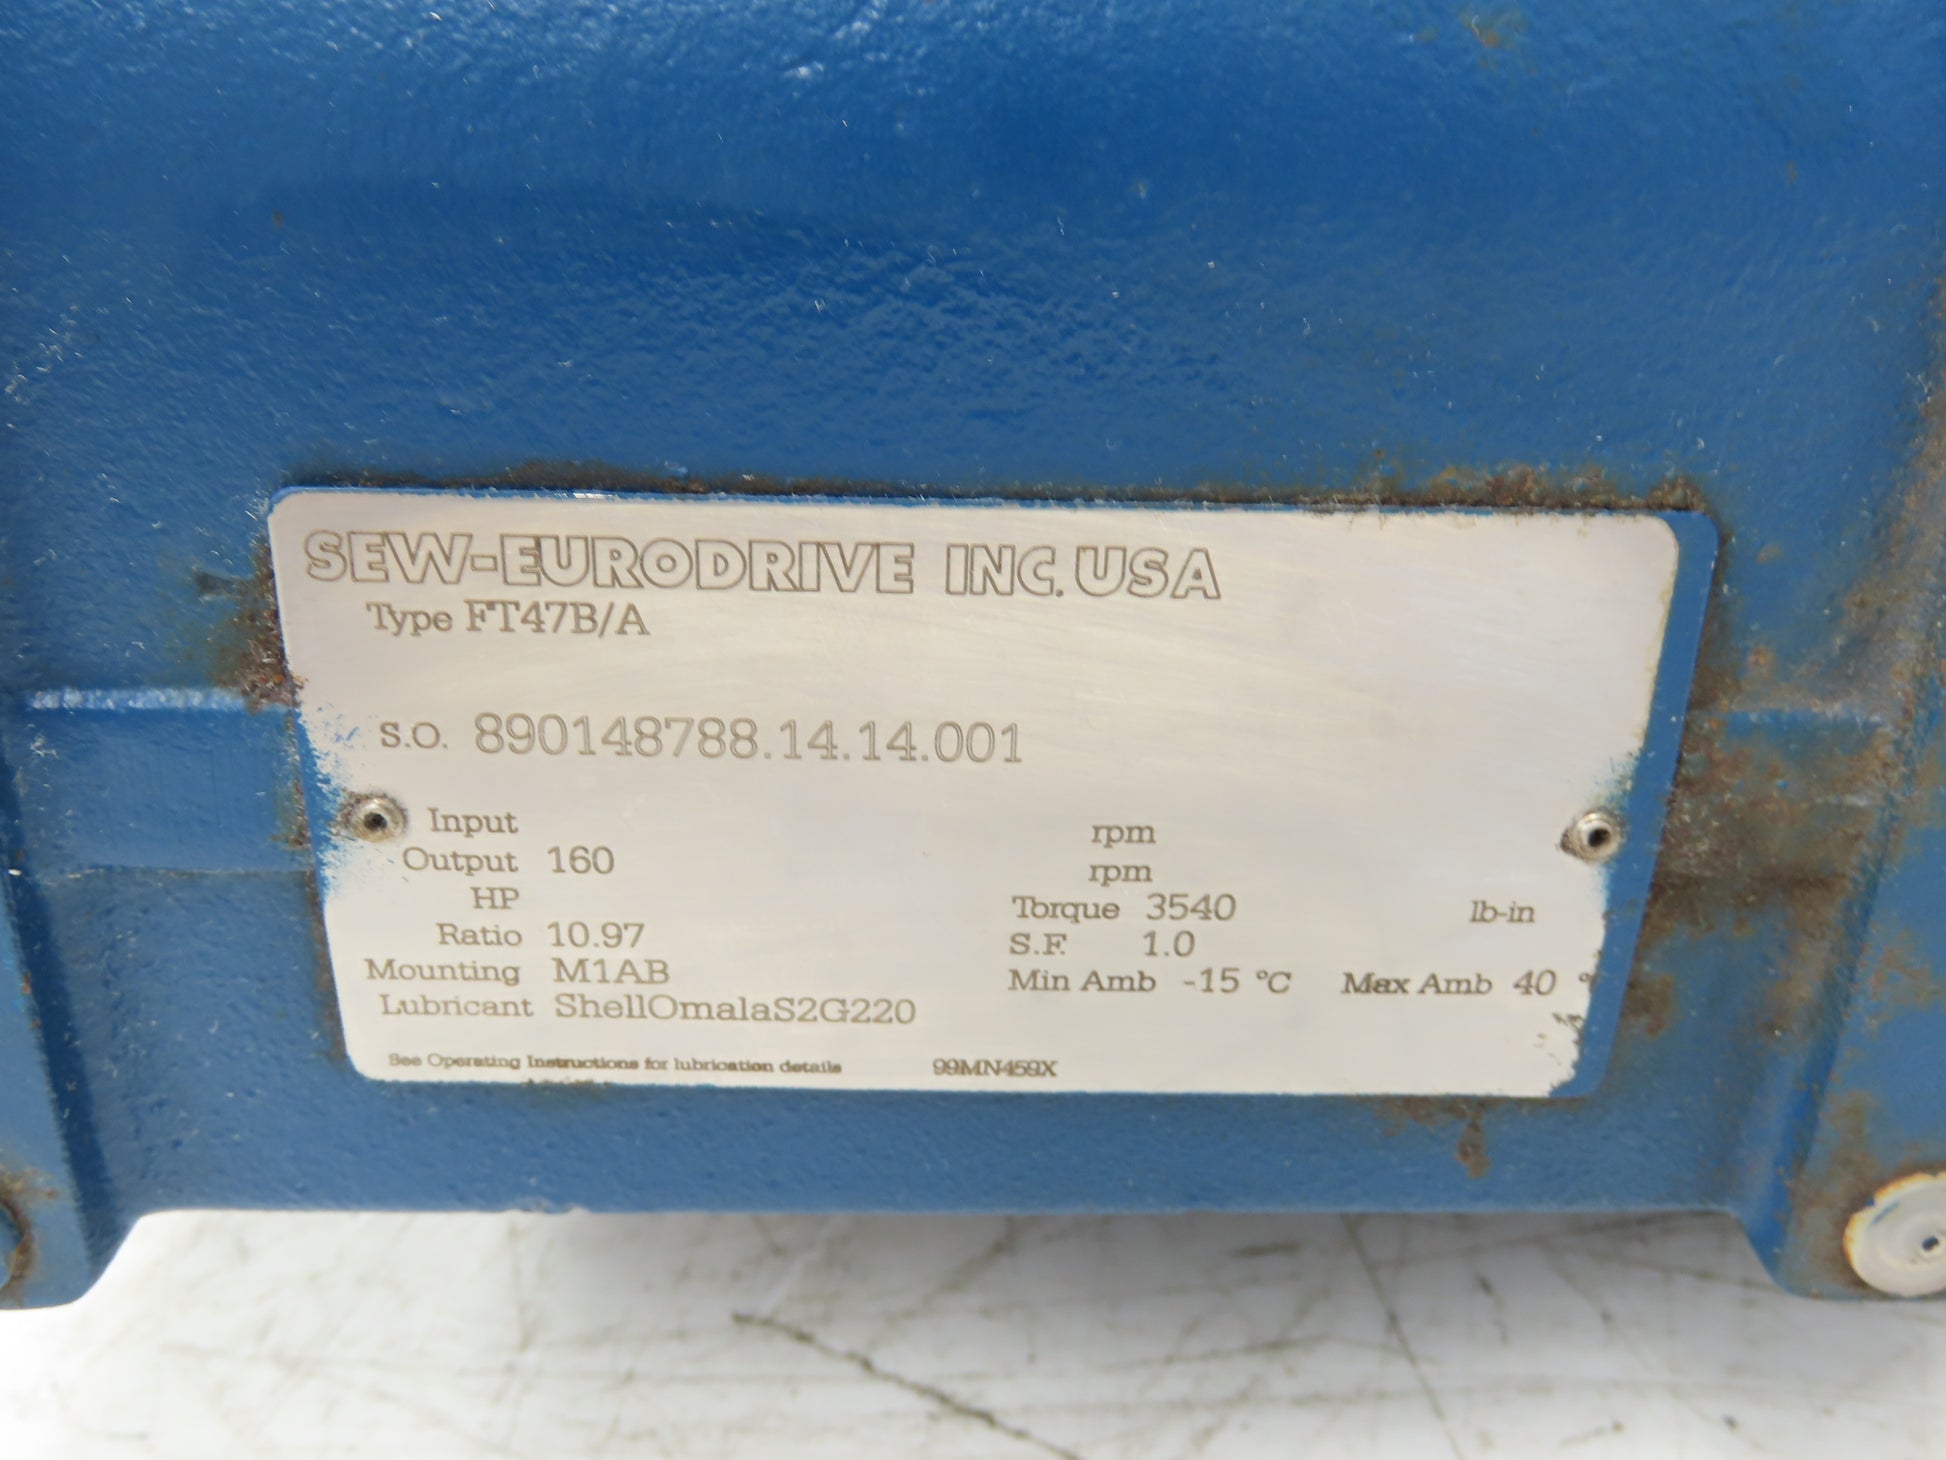 SEW-EURODRIVE INC. USA
Type FT47B/A
S.O. 890148788.14.14.001
Input rpm
Output 160 rpm
HP Torque 3540 lb-in
Ratio 10.97 S.F. 1.0
Mounting M1AB Min Amb -15 °C Max Amb 40 °
Lubricant ShellOmalaS2G220
See Operating Instructions for lubrication details 99MN459X